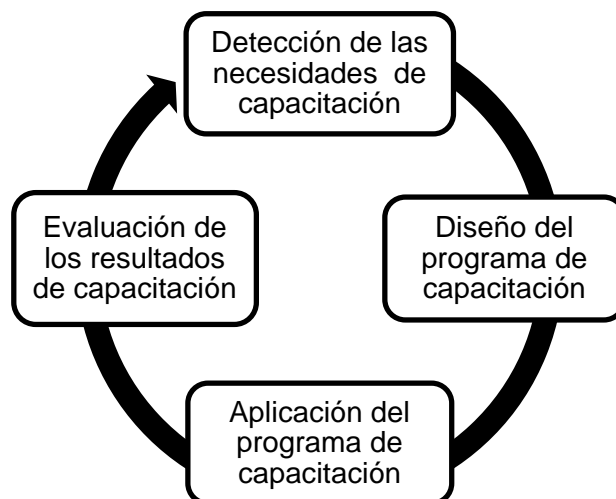 Detección de las
necesidades de
capacitación
Diseño del
programa de
capacitación
Aplicación del
programa de
capacitación
Evaluación de
los resultados
de capacitación